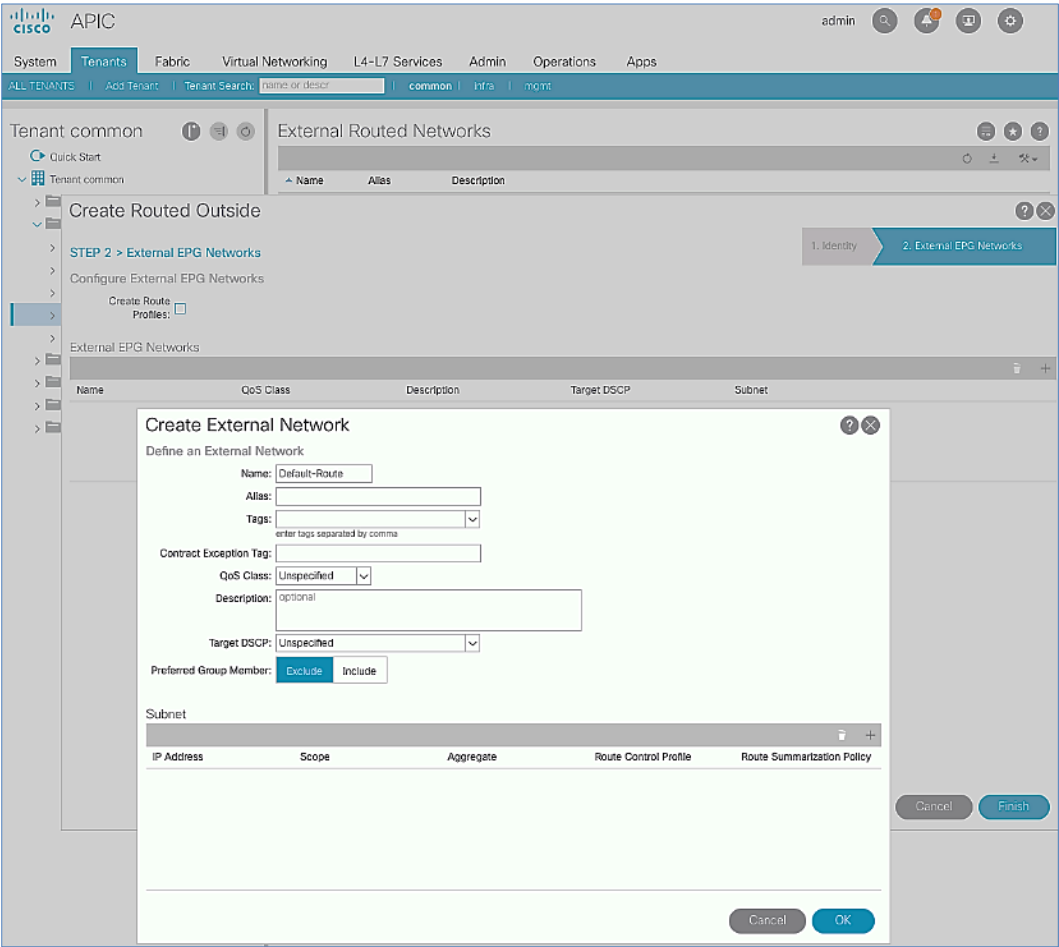 cisco APIC admin
System Tenants Fabric Virtual Networking L4-L7 Services Admin Operations Apps
ALL TENANTS | Add Tenant | Tenant Search: name or descr | common | infra | mgmt
Tenant common
Quick Start
Tenant common
External Routed Networks
Name Alias Description
Create Routed Outside
STEP 2 > External EPG Networks
1. Identity 2. External EPG Networks
Configure External EPG Networks
Create Route
Profiles:
External EPG Networks
Name QoS Class Description Target DSCP Subnet
Create External Network
Define an External Network
Name: Default-Route
Alias:
Tags:
enter tags separated by comma
Contract Exception Tag:
QoS Class: Unspecified
Description: optional
Target DSCP: Unspecified
Preferred Group Member: Exclude Include
Subnet
IP Address Scope Aggregate Route Control Profile Route Summarization Policy
Cancel Finish
Cancel OK